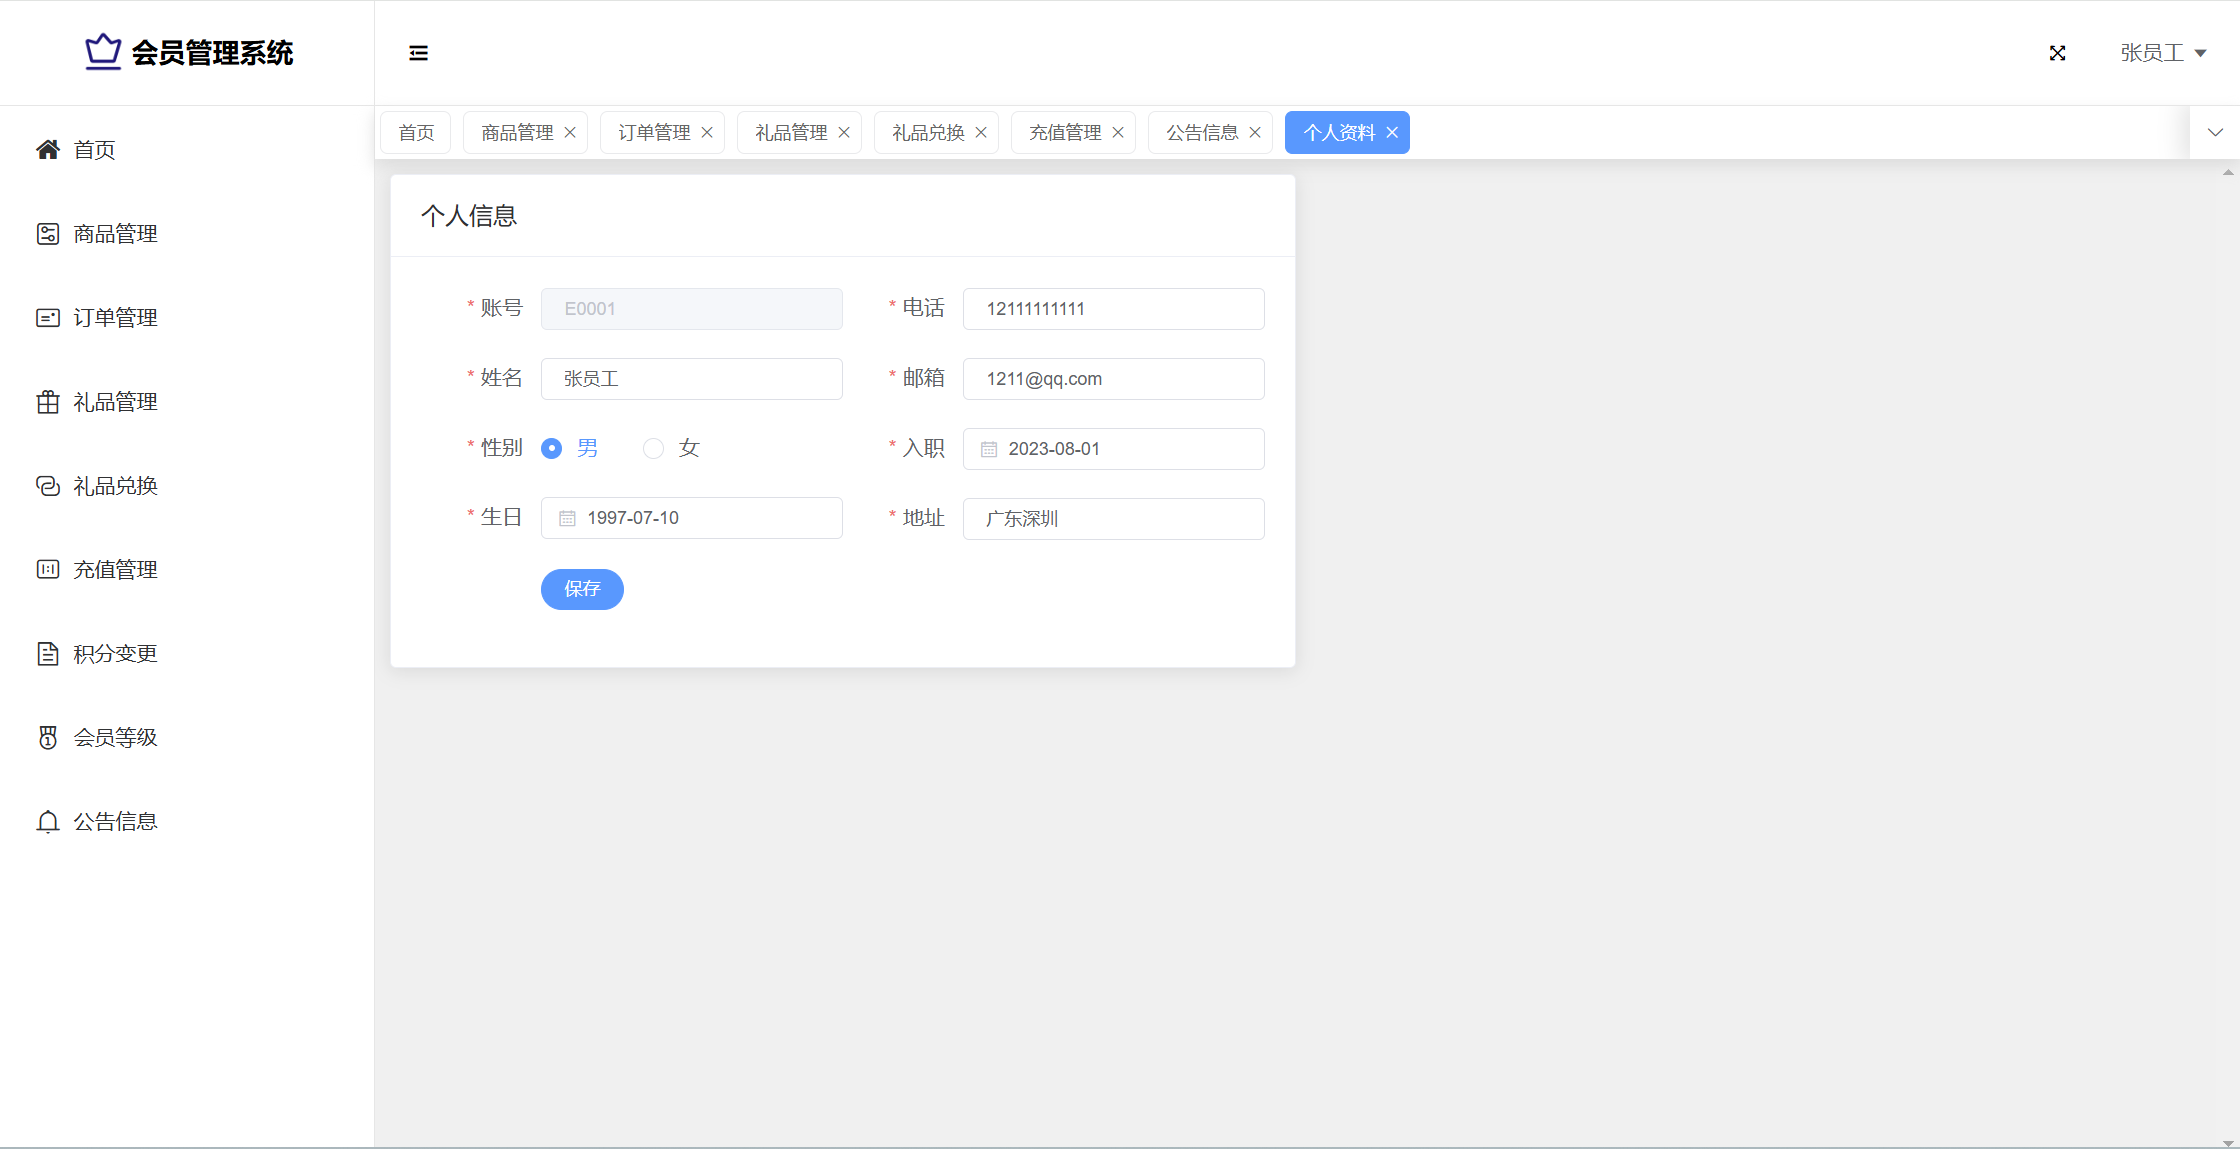 会员管理系统
张员工
首页
商品管理
订单管理
礼品管理
礼品兑换
充值管理
积分变更
会员等级
公告信息
首页 商品管理 订单管理 礼品管理 礼品兑换 充值管理 公告信息 个人资料
个人信息
* 账号 E0001 * 电话 12111111111
* 姓名 张员工 * 邮箱 1211@qq.com
* 性别 男 女 * 入职 2023-08-01
* 生日 1997-07-10 * 地址 广东深圳
保存